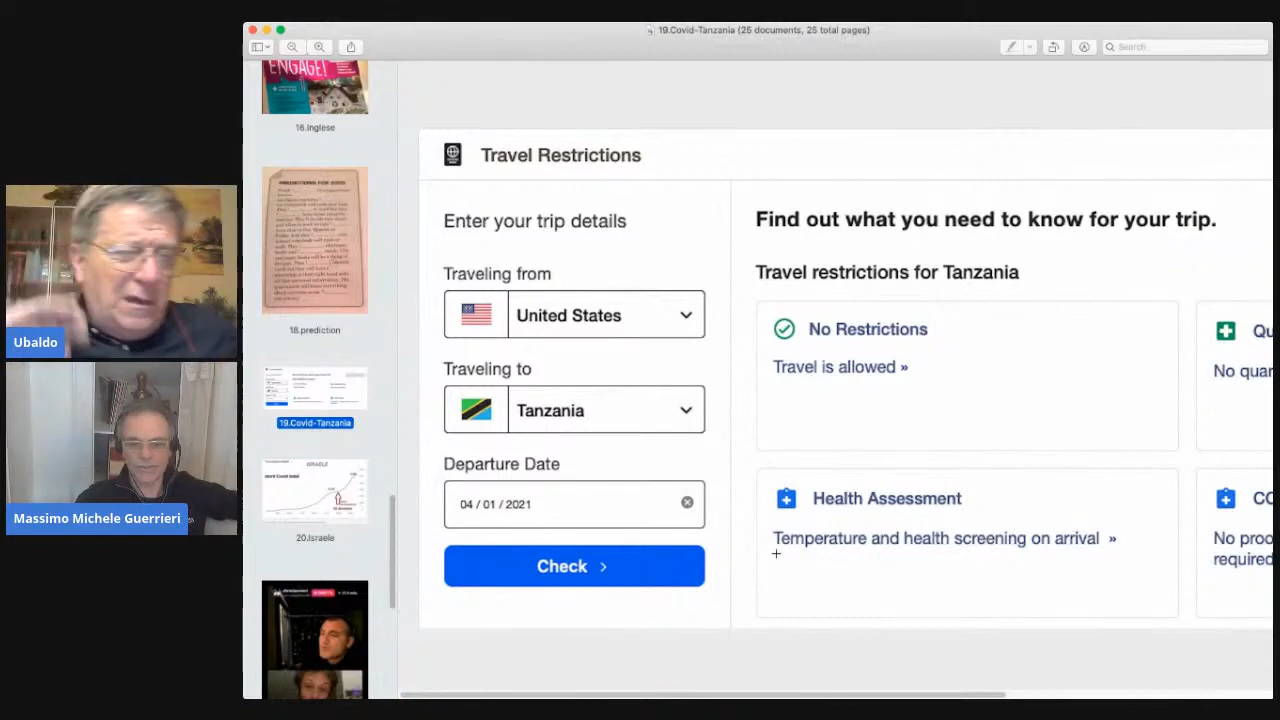 19.Covid-Tanzania (25 documents, 25 total pages)
Search
ENGAGE!
16.Inglese
18.prediction
19.Covid-Tanzania
ISRAELE
20.Israele
Ubaldo
Massimo Michele Guerrieri
Travel Restrictions
Enter your trip details
Traveling from
United States
Traveling to
Tanzania
Departure Date
04 / 01 / 2021
Check
Find out what you need to know for your trip.
Travel restrictions for Tanzania
No Restrictions
Travel is allowed »
Qu
No quar
Health Assessment
Temperature and health screening on arrival »
CO
No proo
required